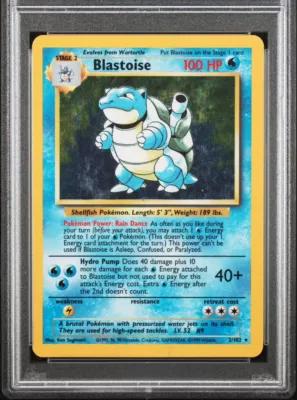 STAGE 2
Evolves from Wartortle
Put Blastoise on the Stage 1 card
Blastoise
100 HP
Shellfish Pokémon. Length: 5' 3", Weight: 189 lbs.
Pokémon Power: Rain Dance As often as you like during
your turn (before your attack), you may attach 1 Energy
card to 1 of your Pokémon. (This doesn't use up your 1
Energy card attachment for the turn.) This power can't be
used if Blastoise is Asleep, Confused, or Paralyzed.
Hydro Pump Does 40 damage plus 10
more damage for each Energy attached
to Blastoise but not used to pay for this
attack's Energy cost. Extra Energy after
the 2nd doesn't count.
40+
weakness
resistance
retreat cost
A brutal Pokémon with pressurized water jets on its shell.
They are used for high-speed tackles. LV. 52 #9
Illus. Ken Sugimori
2/102